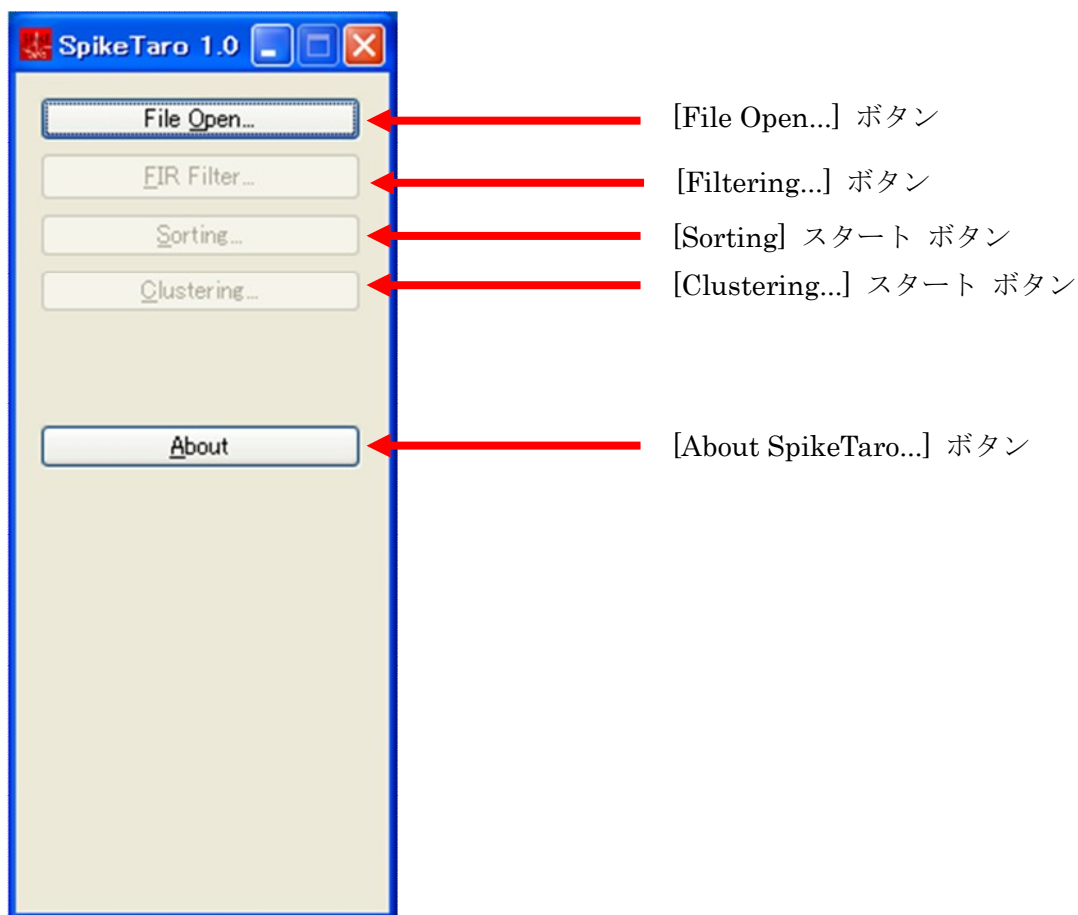 SpikeTaro 1.0
File Open...
[File Open...] ボタン
FIR Filter...
[Filtering...] ボタン
Sorting...
[Sorting] スタート ボタン
Clustering...
[Clustering...] スタート ボタン
About
[About SpikeTaro...] ボタン